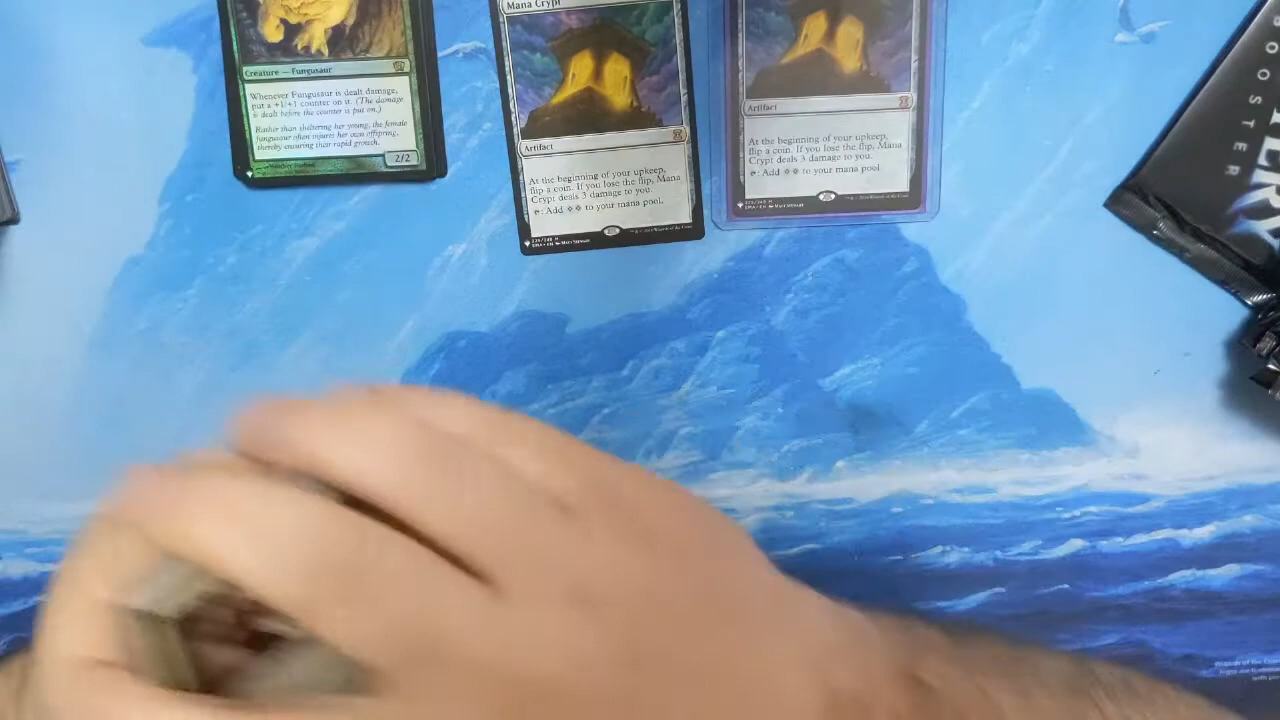 Creature — Fungusaur
Whenever Fungusaur is dealt damage,
put a +1/+1 counter on it. (The damage
is dealt before the counter is put on.)
Rather than sheltering her young, the female
fungusaur often injures her own offspring,
thereby ensuring their rapid growth.
2/2
Mana Crypt
Artifact
At the beginning of your upkeep,
flip a coin. If you lose the flip, Mana
Crypt deals 3 damage to you.
: Add to your mana pool.
EMA • EN
Artifact
At the beginning of your upkeep,
flip a coin. If you lose the flip, Mana
Crypt deals 3 damage to you.
: Add to your mana pool
EMA • EN
BOOSTER